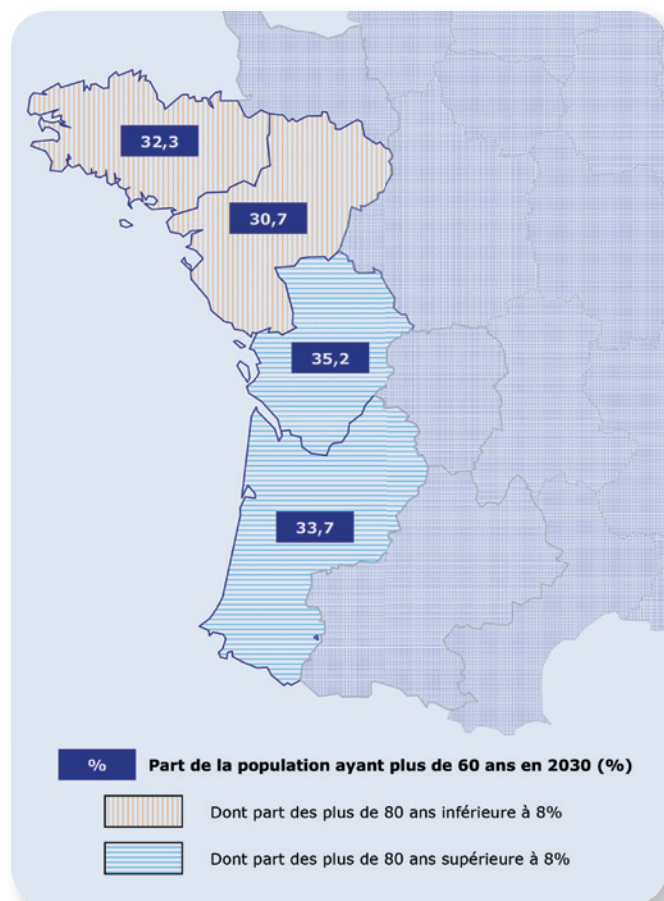 32,3
30,7
35,2
33,7
% Part de la population ayant plus de 60 ans en 2030 (%)
Dont part des plus de 80 ans inférieure à 8%
Dont part des plus de 80 ans supérieure à 8%